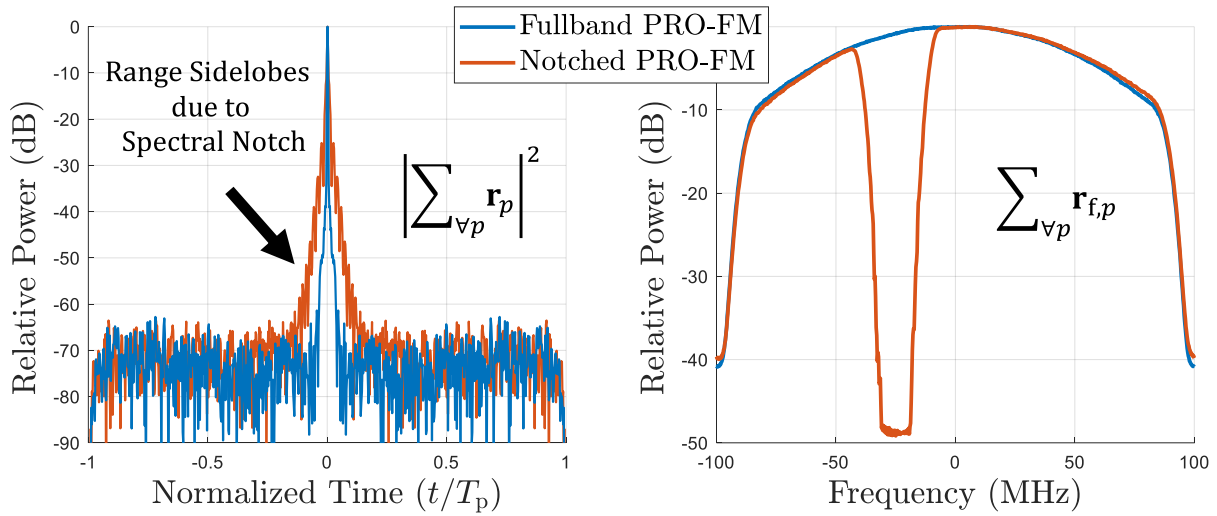 Fullband PRO-FM
Notched PRO-FM
Range Sidelobes
due to
Spectral Notch
|∑∀p rp|²
Relative Power (dB)
0
-10
-20
-30
-40
-50
-60
-70
-80
-90
-1
-0.5
0
0.5
1
Normalized Time (t/Tp)
∑∀p rf,p
Relative Power (dB)
0
-10
-20
-30
-40
-50
-100
-50
0
50
100
Frequency (MHz)